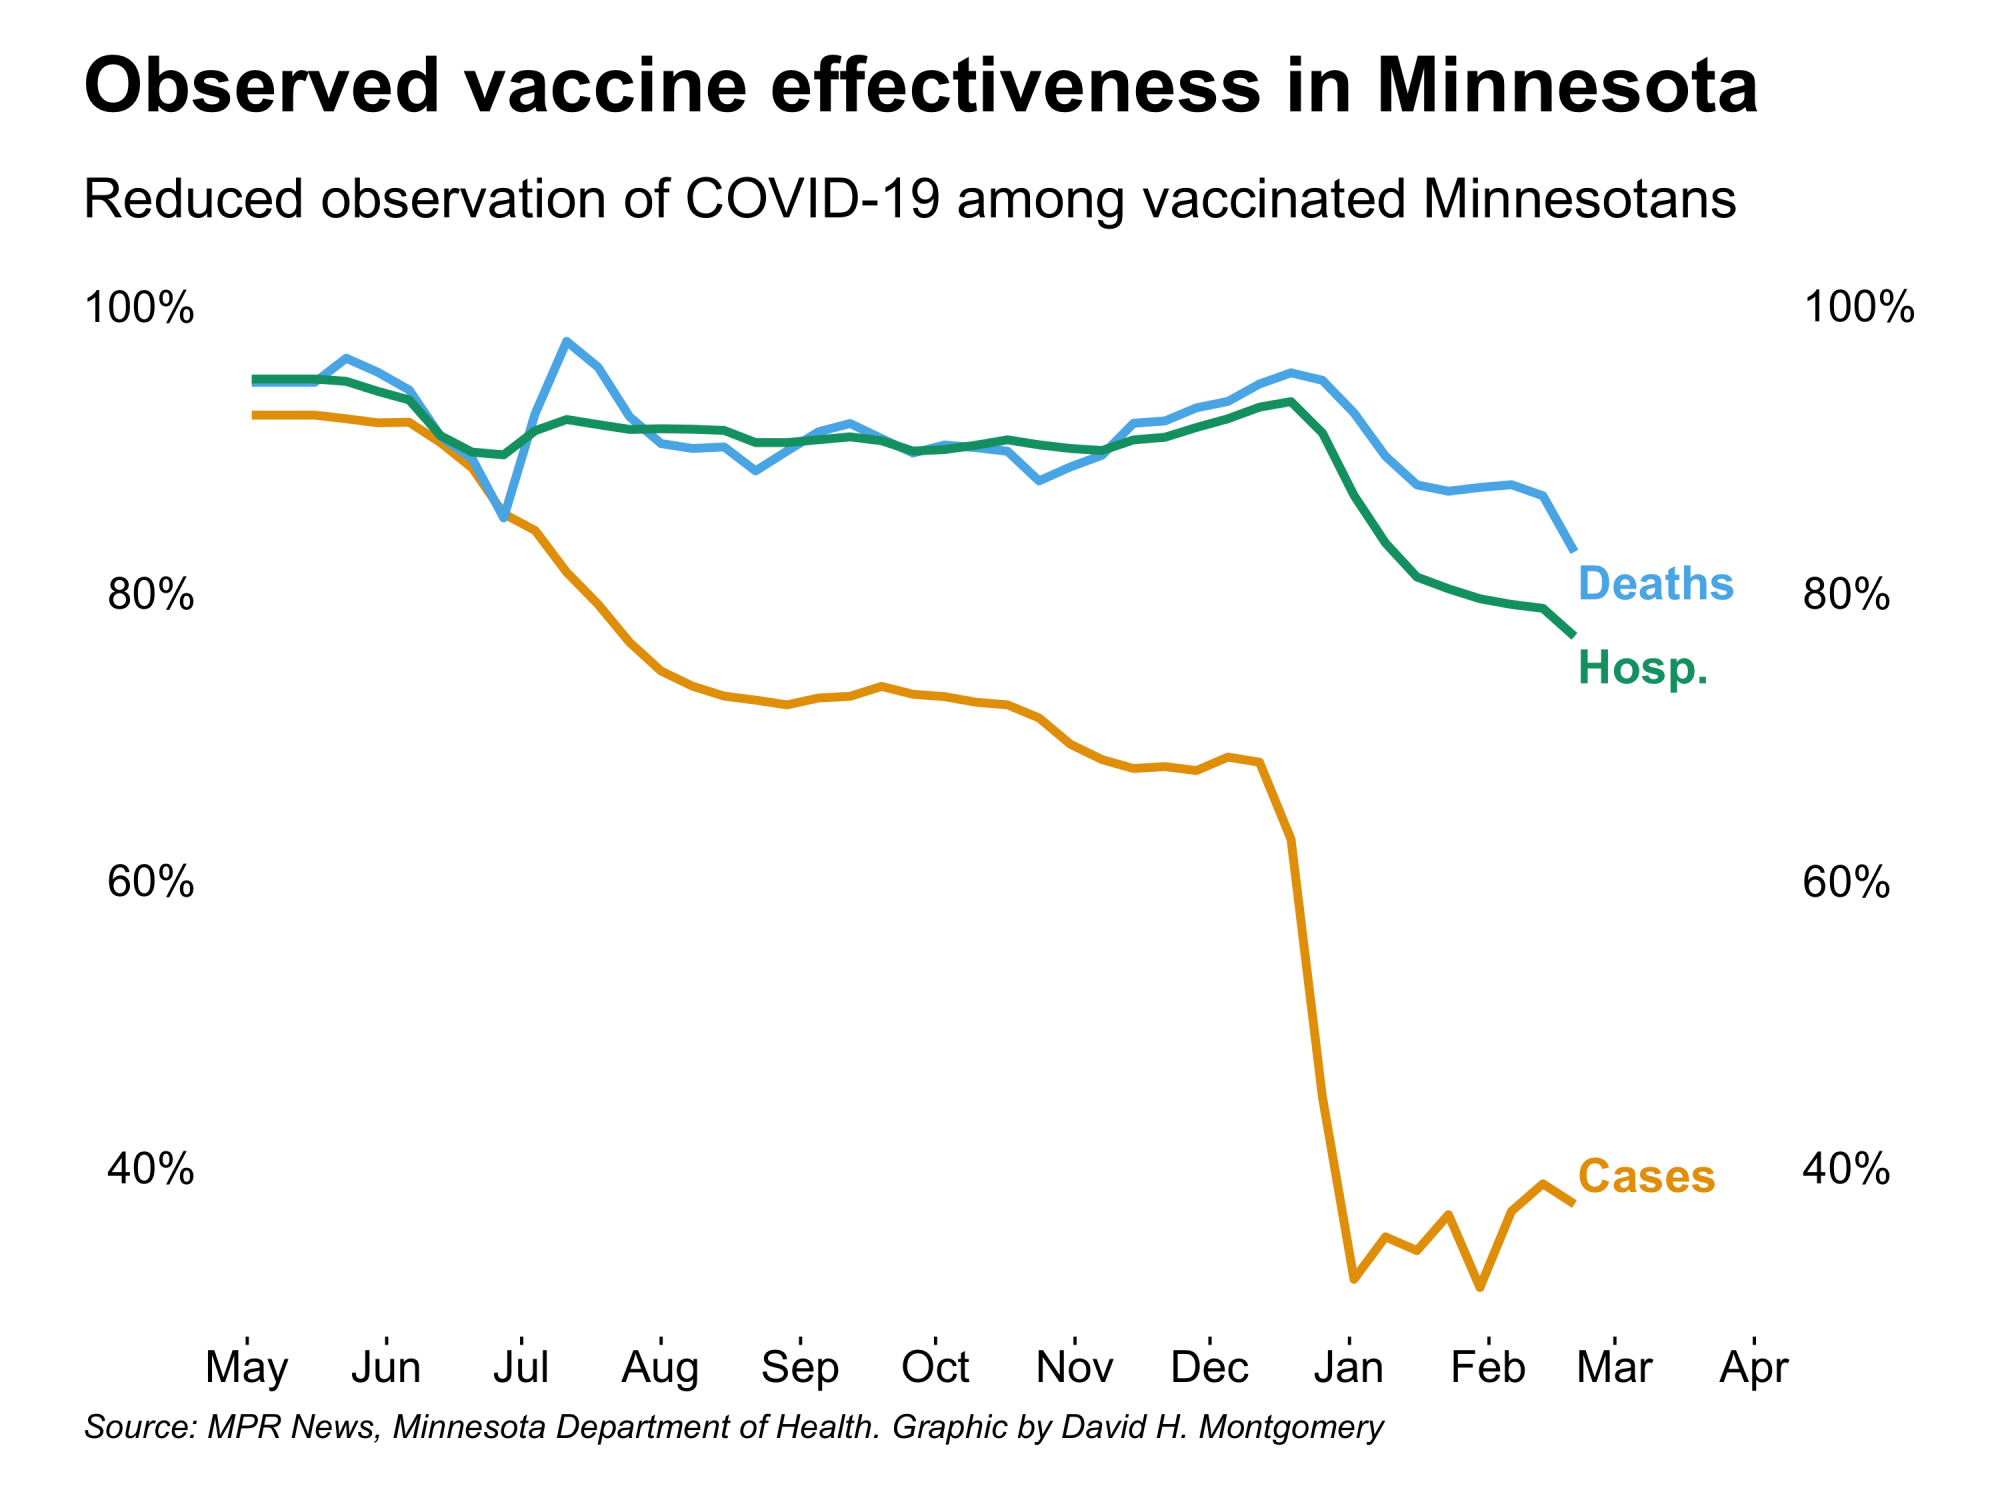 Observed vaccine effectiveness in Minnesota
Reduced observation of COVID-19 among vaccinated Minnesotans
100% 100%
80% 80%
Deaths
Hosp.
60% 60%
40% 40%
Cases
May Jun Jul Aug Sep Oct Nov Dec Jan Feb Mar Apr
Source: MPR News, Minnesota Department of Health. Graphic by David H. Montgomery